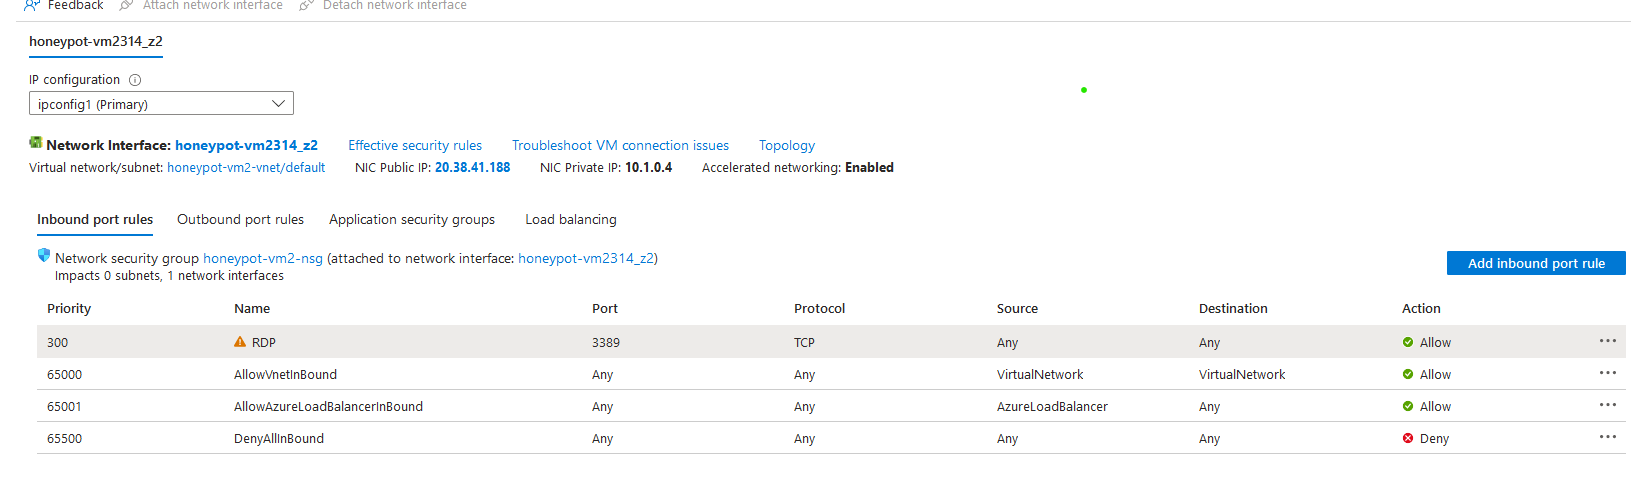 Feedback Attach network interface Detach network interface
honeypot-vm2314_z2
IP configuration
ipconfig1 (Primary)
Network Interface: honeypot-vm2314_z2 Effective security rules Troubleshoot VM connection issues Topology
Virtual network/subnet: honeypot-vm2-vnet/default NIC Public IP: 20.38.41.188 NIC Private IP: 10.1.0.4 Accelerated networking: Enabled
Inbound port rules Outbound port rules Application security groups Load balancing
Network security group honeypot-vm2-nsg (attached to network interface: honeypot-vm2314_z2)
Impacts 0 subnets, 1 network interfaces
Add inbound port rule
Priority Name Port Protocol Source Destination Action
300 RDP 3389 TCP Any Any Allow
65000 AllowVnetInBound Any Any VirtualNetwork VirtualNetwork Allow
65001 AllowAzureLoadBalancerInBound Any Any AzureLoadBalancer Any Allow
65500 DenyAllInBound Any Any Any Any Deny